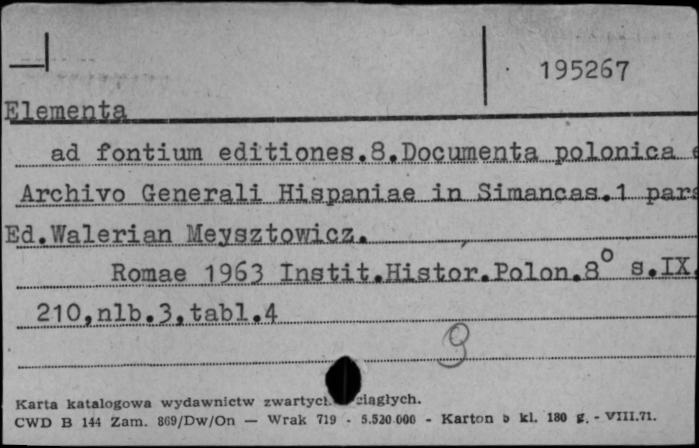 195267
Elementa
ad fontium editiones.8.Documenta polonica e
Archivo Generali Hispaniae in Simancas.1 pars
Ed.Walerian Meysztowicz.
Romae 1963 Instit.Histor.Polon.8° s.IX,
210,nlb.3,tabl.4
9
Karta katalogowa wydawnictw zwartych ciągłych.
CWD B 144 Zam. 869/Dw/On — Wrak 719 - 5.520 000 - Karton b kl. 180 g. - VIII.71.